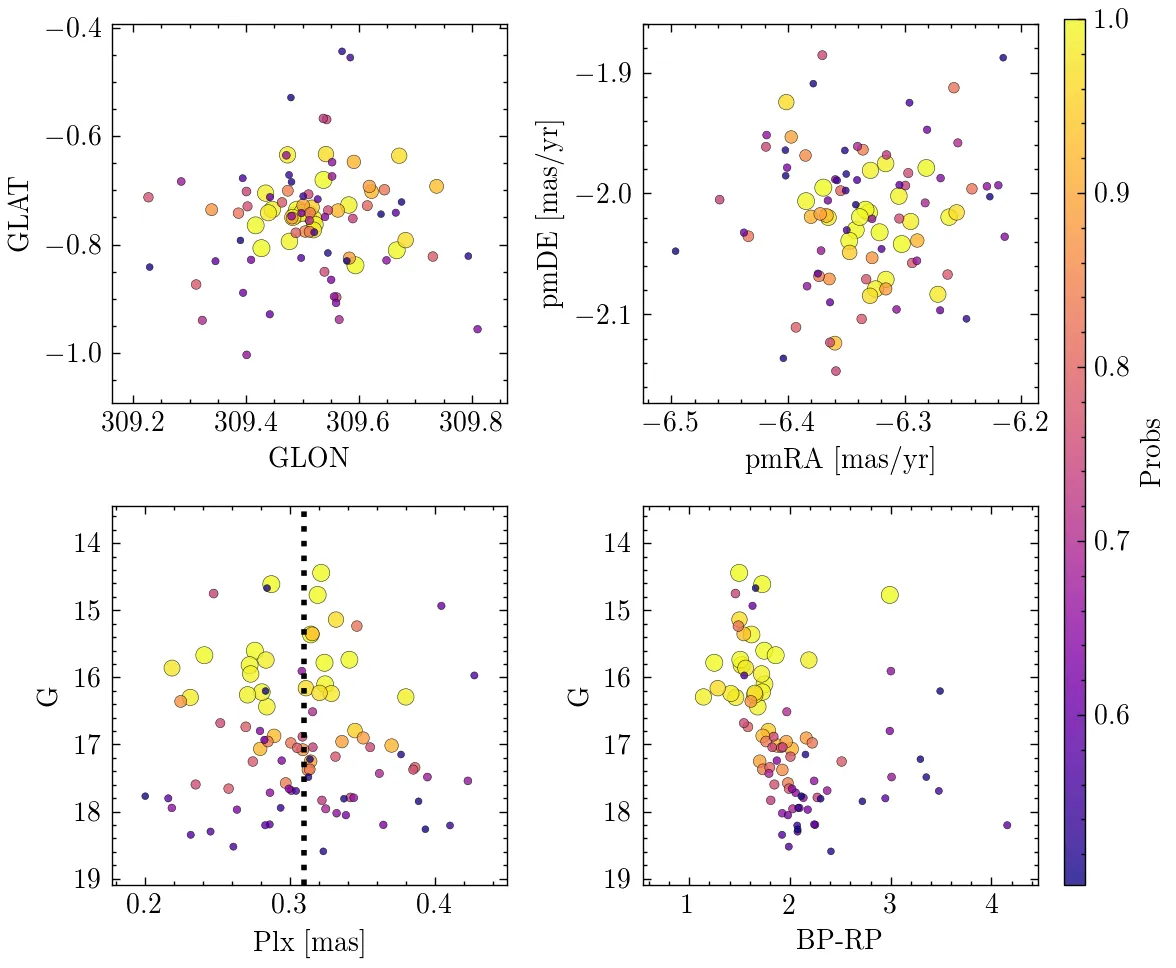 −0.4
−0.6
−0.8
−1.0
GLAT
309.2 309.4 309.6 309.8
GLON
−1.9
−2.0
−2.1
pmDE [mas/yr]
−6.5 −6.4 −6.3 −6.2
pmRA [mas/yr]
1.0
0.9
0.8
0.7
0.6
Probs
14
15
16
17
18
19
G
0.2 0.3 0.4
Plx [mas]
14
15
16
17
18
19
G
1 2 3 4
BP-RP